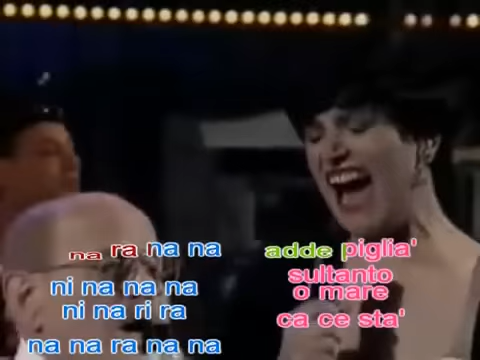 na ra na na
ni na na na
ni na ri ra
na na ra na na
adde piglia'
sultanto
o mare
ca ce sta'